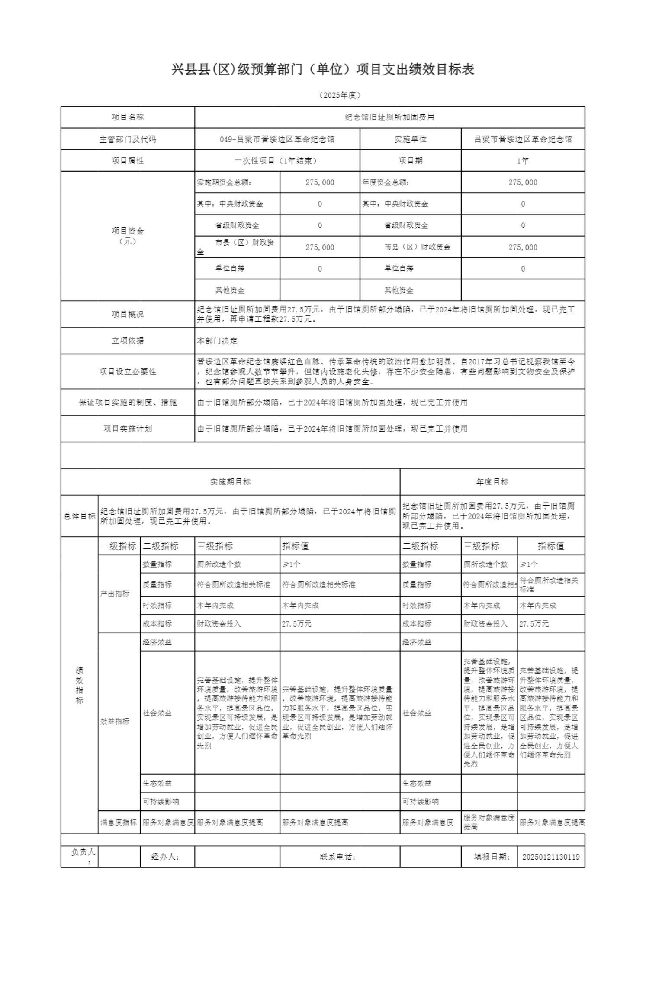 兴县县(区)级预算部门（单位）项目支出绩效目标表
（2025年度）
项目名称 纪念馆旧址厕所加固费用
主管部门及代码 049-吕梁市晋绥边区革命纪念馆 实施单位 吕梁市晋绥边区革命纪念馆
项目属性 一次性项目（1年结束） 项目期 1年
项目资金
（元）
实施期资金总额： 275,000 年度资金总额： 275,000
其中：中央财政资金 0 其中：中央财政资金 0
省级财政资金 0 省级财政资金 0
市县（区）财政资
金
275,000 市县（区）财政资金 275,000
单位自筹 0 单位自筹 0
其他资金 其他资金
项目概况
纪念馆旧址厕所加固费用27.5万元，由于旧馆厕所部分塌陷，已于2024年将旧馆厕所加固处理，现已完工
并使用，再申请工程款27.5万元。
立项依据 本部门决定
项目设立必要性
晋绥边区革命纪念馆赓续红色血脉、传承革命传统的政治作用愈加明显。自2017年习总书记视察我馆至今
，纪念馆参观人数节节攀升，但馆内设施老化失修，存在不少安全隐患，有些问题影响到文物安全及保护
，也有部分问题直接关系到参观人员的人身安全。
保证项目实施的制度、措施 由于旧馆厕所部分塌陷，已于2024年将旧馆厕所加固处理，现已完工并使用
项目实施计划 由于旧馆厕所部分塌陷，已于2024年将旧馆厕所加固处理，现已完工并使用
实施期目标 年度目标
总体目标
纪念馆旧址厕所加固费用27.5万元，由于旧馆厕所部分塌陷，已于2024年将旧馆厕
所加固处理，现已完工并使用。
纪念馆旧址厕所加固费用27.5万元，由于旧馆厕
所部分塌陷，已于2024年将旧馆厕所加固处理，
现已完工并使用。
绩
效
指
标
一级指标 二级指标 三级指标 指标值 二级指标 三级指标 指标值
产出指标
数量指标 厕所改造个数 ≥1个 数量指标 厕所改造个数 ≥1个
质量指标 符合厕所改造相关标准 符合厕所改造相关标准 质量指标 符合厕所改造相
符合厕所改造相关
标准
时效指标 本年内完成 本年内完成 时效指标 本年内完成 本年内完成
成本指标 财政资金投入 27.5万元 成本指标 财政资金投入 27.5万元
效益指标
经济效益 经济效益
社会效益
完善基础设施，提升整体
环境质量，改善旅游环境
，提高旅游接待能力和服
务水平，提高景区品位，
实现景区可持续发展，是
增加劳动就业，促进全民
创业，方便人们缅怀革命
先烈
完善基础设施，提升整体环境质量
，改善旅游环境，提高旅游接待能
力和服务水平，提高景区品位，实
现景区可持续发展，是增加劳动就
业，促进全民创业，方便人们缅怀
革命先烈
社会效益
完善基础设施，
提升整体环境质
量，改善旅游环
境，提高旅游接
待能力和服务水
平，提高景区品
位，实现景区可
持续发展，是增
加劳动就业，促
进全民创业，方
便人们缅怀革命
先烈
完善基础设施，提
升整体环境质量，
改善旅游环境，提
高旅游接待能力和
服务水平，提高景
区品位，实现景区
可持续发展，是增
加劳动就业，促进
全民创业，方便人
们缅怀革命先烈
生态效益 生态效益
可持续影响 可持续影响
满意度指标 服务对象满意度 服务对象满意度提高 服务对象满意度提高 服务对象满意度
服务对象满意度
提高
服务对象满意度提高
负责人
：
经办人： 联系电话： 填报日期： 20250121130119